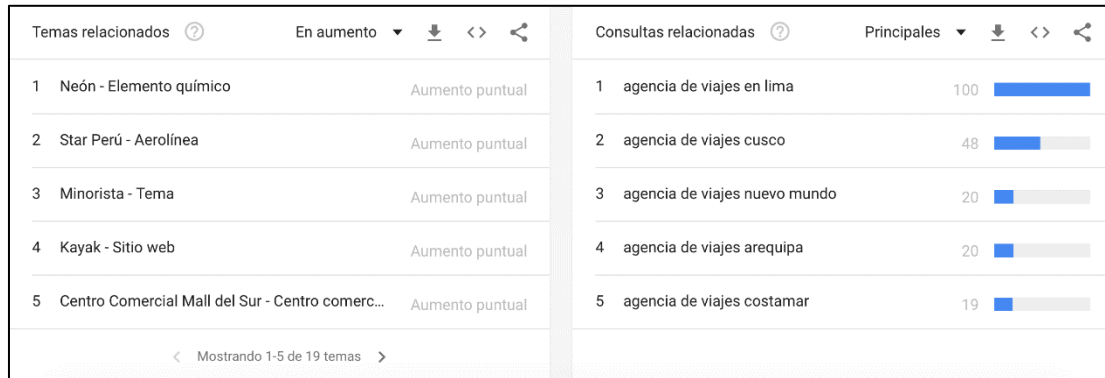 Temas relacionados
En aumento
1 Neón - Elemento químico Aumento puntual
2 Star Perú - Aerolínea Aumento puntual
3 Minorista - Tema Aumento puntual
4 Kayak - Sitio web Aumento puntual
5 Centro Comercial Mall del Sur - Centro comerc... Aumento puntual
Mostrando 1-5 de 19 temas
Consultas relacionadas
Principales
1 agencia de viajes en lima 100
2 agencia de viajes cusco 48
3 agencia de viajes nuevo mundo 20
4 agencia de viajes arequipa 20
5 agencia de viajes costamar 19